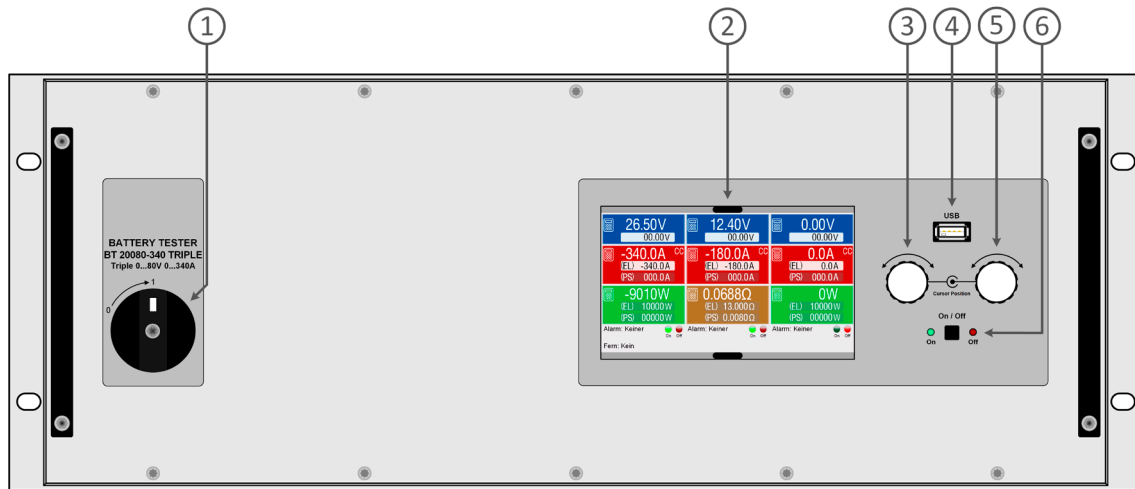 1 2 3 4 5 6
BATTERY TESTER
BT 20080-340 TRIPLE
Triple 0...80V 0...340A
0 1
26.50V 12.40V 0.00V
00.00V 00.00V 00.00V
-340.0A CC -180.0A CC 0.0A CC
(EL) -340.0A (EL) -180.0A (EL) 0.0A
(PS) 000.0A (PS) 000.0A (PS) 000.0A
-9010W 0.0688Ω 0W
(EL) 10000W (EL) 13.000Ω (EL) 10000W
(PS) 00000W (PS) 0.0080Ω (PS) 00000W
Alarm: Keiner On Off Alarm: Keiner On Off Alarm: Keiner On Off
Fern: Kein
USB
Cursor Position
On / Off
On Off